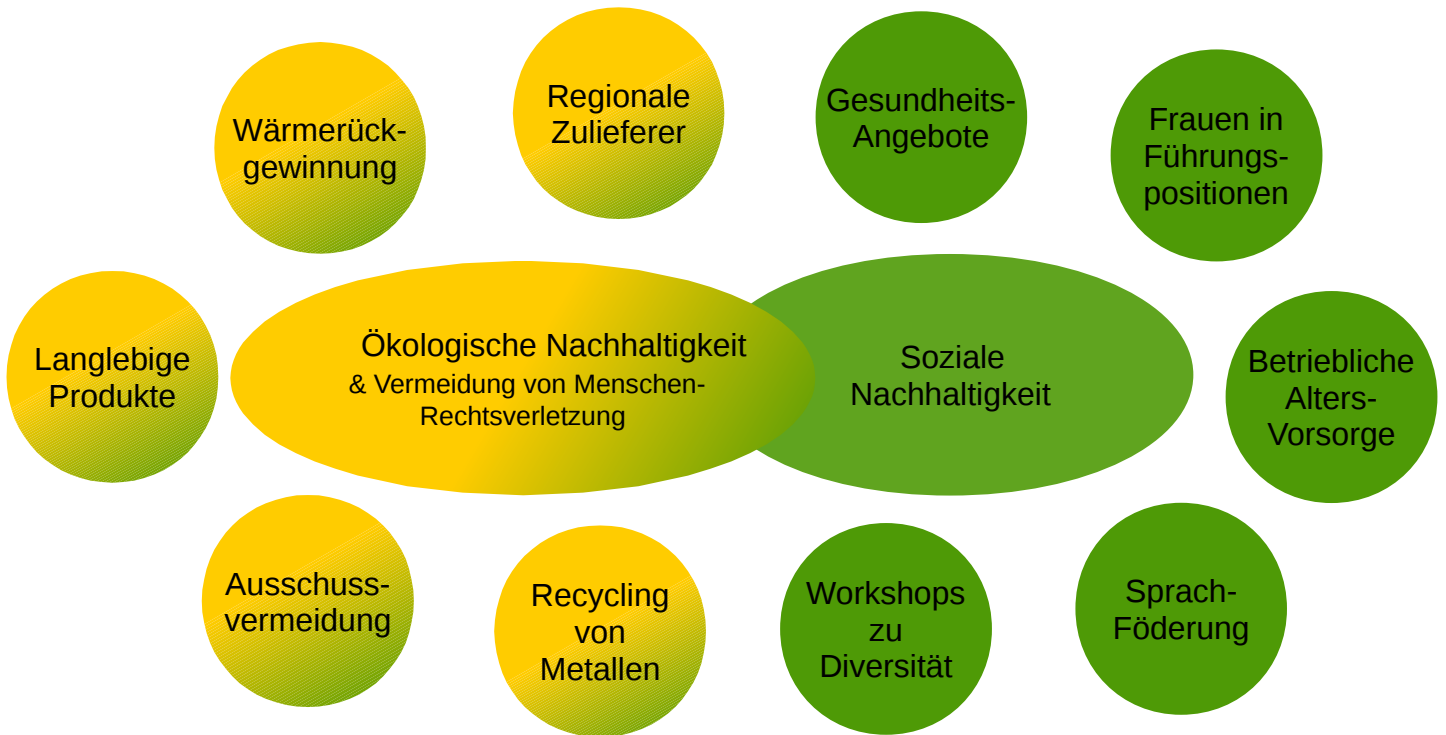 Wärmerück-
gewinnung
Regionale
Zulieferer
Gesundheits-
Angebote
Frauen in
Führungs-
positionen
Langlebige
Produkte
Ökologische Nachhaltigkeit
& Vermeidung von Menschen-
Rechtsverletzung
Soziale
Nachhaltigkeit
Betriebliche
Alters-
Vorsorge
Ausschuss-
vermeidung
Recycling
von
Metallen
Workshops
zu
Diversität
Sprach-
Föderung